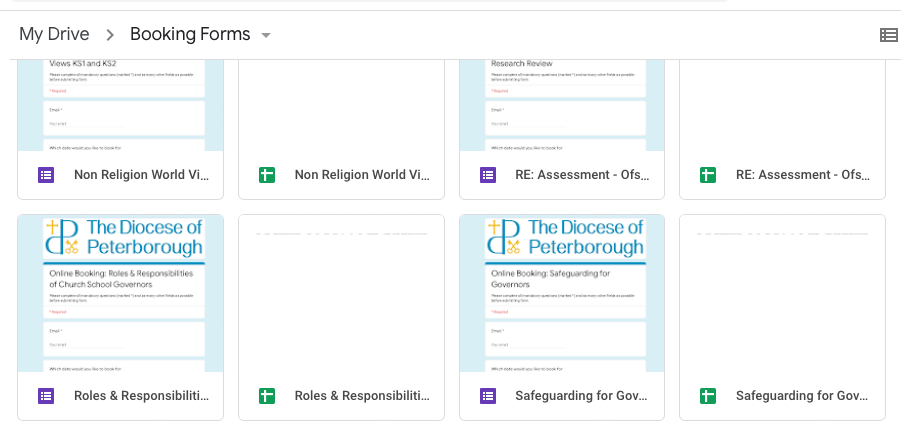 My Drive > Booking Forms
Views KS1 and KS2
Please complete all mandatory questions (marked *) and as many other fields as possible
before submitting form.
* Required
Email *
Your email
Which date would you like to book for
Non Religion World Vi...
Non Religion World Vi...
Research Review
Please complete all mandatory questions (marked *) and as many other fields as possible
before submitting form.
* Required
Email *
Your email
Which date would you like to book for
RE: Assessment - Ofs...
RE: Assessment - Ofs...
The Diocese of
Peterborough
Online Booking: Roles & Responsibilities
of Church School Governors
Please complete all mandatory questions (marked *) and as many other fields as possible
before submitting form.
* Required
Email *
Your email
Which date would you like to book for
Roles & Responsibiliti...
Roles & Responsibiliti...
The Diocese of
Peterborough
Online Booking: Safeguarding for
Governors
Please complete all mandatory questions (marked *) and as many other fields as possible
before submitting form.
* Required
Email *
Your email
Which date would you like to book for
Safeguarding for Gov...
Safeguarding for Gov...